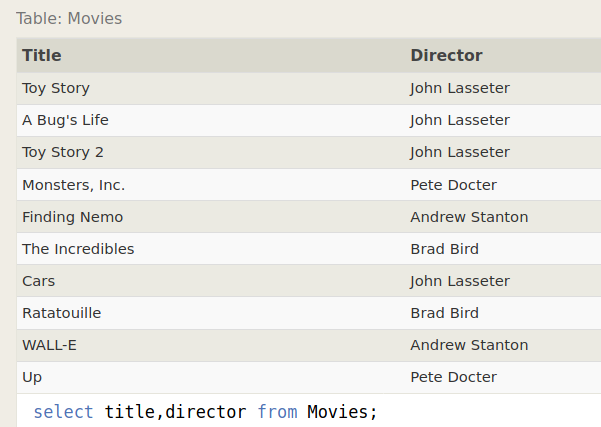 Table: Movies
Title Director
Toy Story John Lasseter
A Bug's Life John Lasseter
Toy Story 2 John Lasseter
Monsters, Inc. Pete Docter
Finding Nemo Andrew Stanton
The Incredibles Brad Bird
Cars John Lasseter
Ratatouille Brad Bird
WALL-E Andrew Stanton
Up Pete Docter
select title,director from Movies;